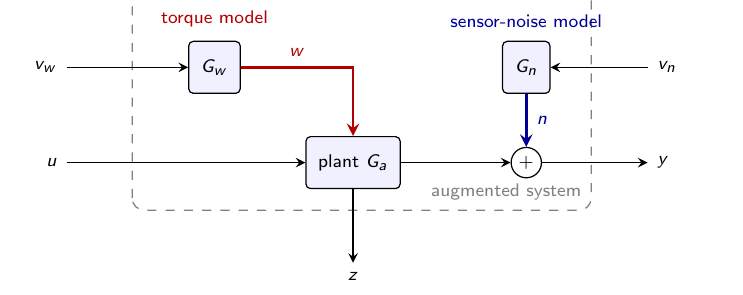 torque model
sensor-noise model
v_w
G_w
w
G_n
v_n
n
u
plant G_a
+
y
augmented system
z